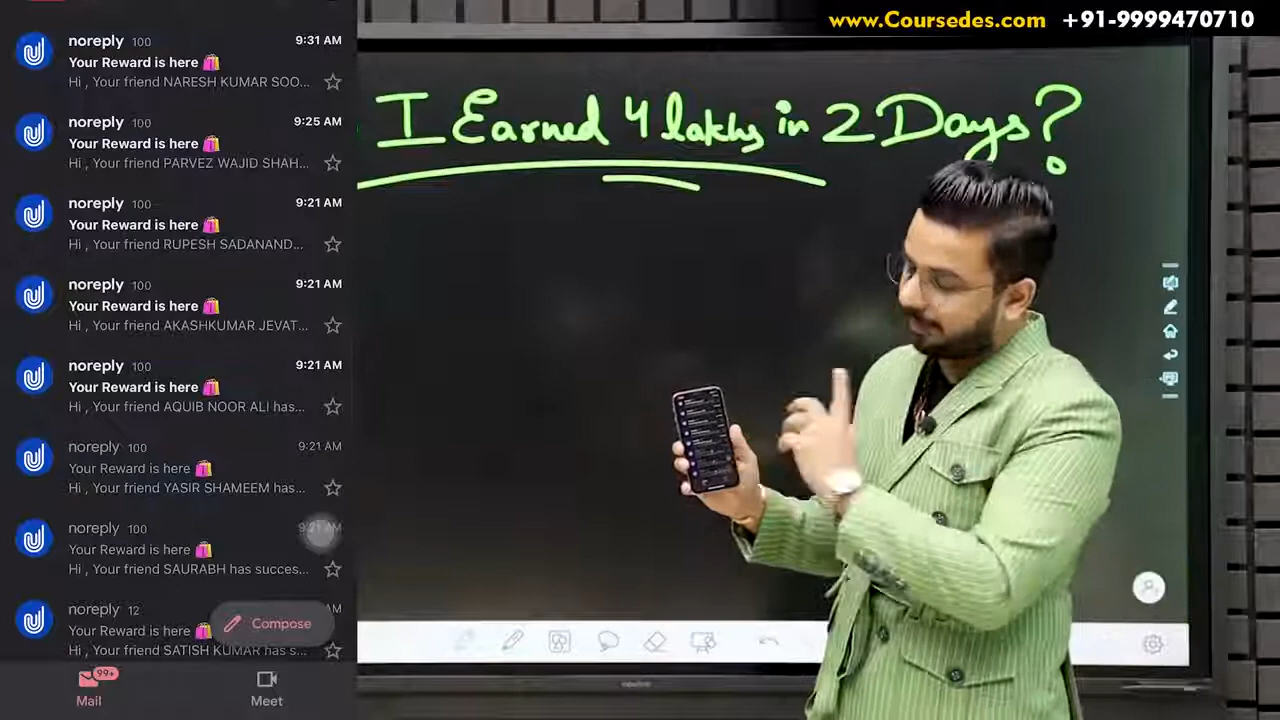 www.Coursedes.com +91-9999470710
I Earned 4 lakhs in 2 Days?
noreply 100 9:31 AM
Your Reward is here
Hi , Your friend NARESH KUMAR SOO...
noreply 100 9:25 AM
Your Reward is here
Hi , Your friend PARVEZ WAJID SHAH...
noreply 100 9:21 AM
Your Reward is here
Hi , Your friend RUPESH SADANAND...
noreply 100 9:21 AM
Your Reward is here
Hi , Your friend AKASHKUMAR JEVAT...
noreply 100 9:21 AM
Your Reward is here
Hi , Your friend AQUIB NOOR ALI has...
noreply 100 9:21 AM
Your Reward is here
Hi , Your friend YASIR SHAMEEM has...
noreply 100 9:21 AM
Your Reward is here
Hi , Your friend SAURABH has succes...
noreply 12 AM
Your Reward is here
Hi , Your friend SATISH KUMAR has s...
Compose
99+
Mail Meet